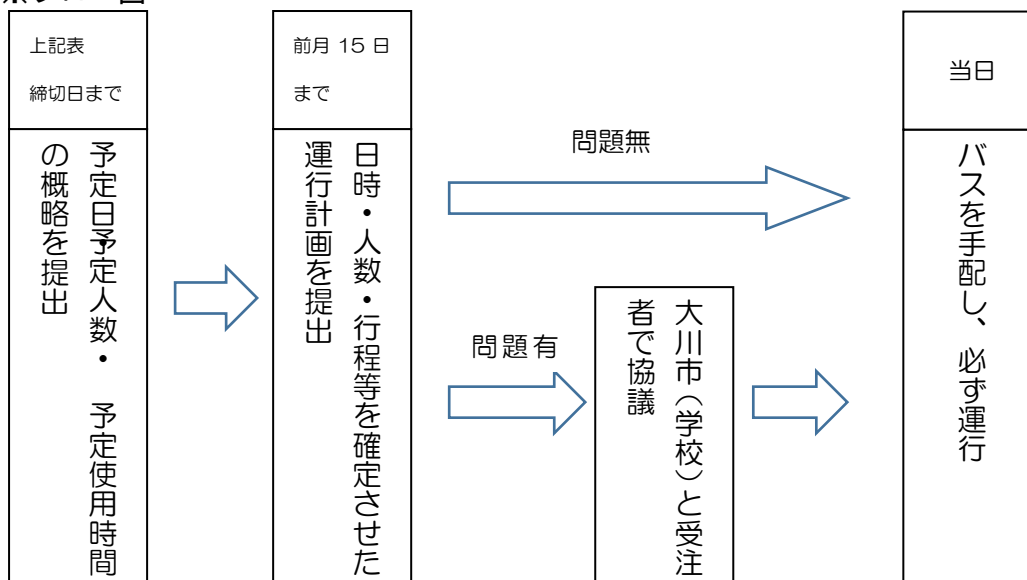 上記表
締切日まで
予定日・予定人数・ 予定使用時間
の概略を提出
前月 15 日
まで
日時・人数・行程等を確定させた
運行計画を提出
問題無
問題有
大川市（学校）と受注
者で協議
当日
バスを手配し、必ず運行